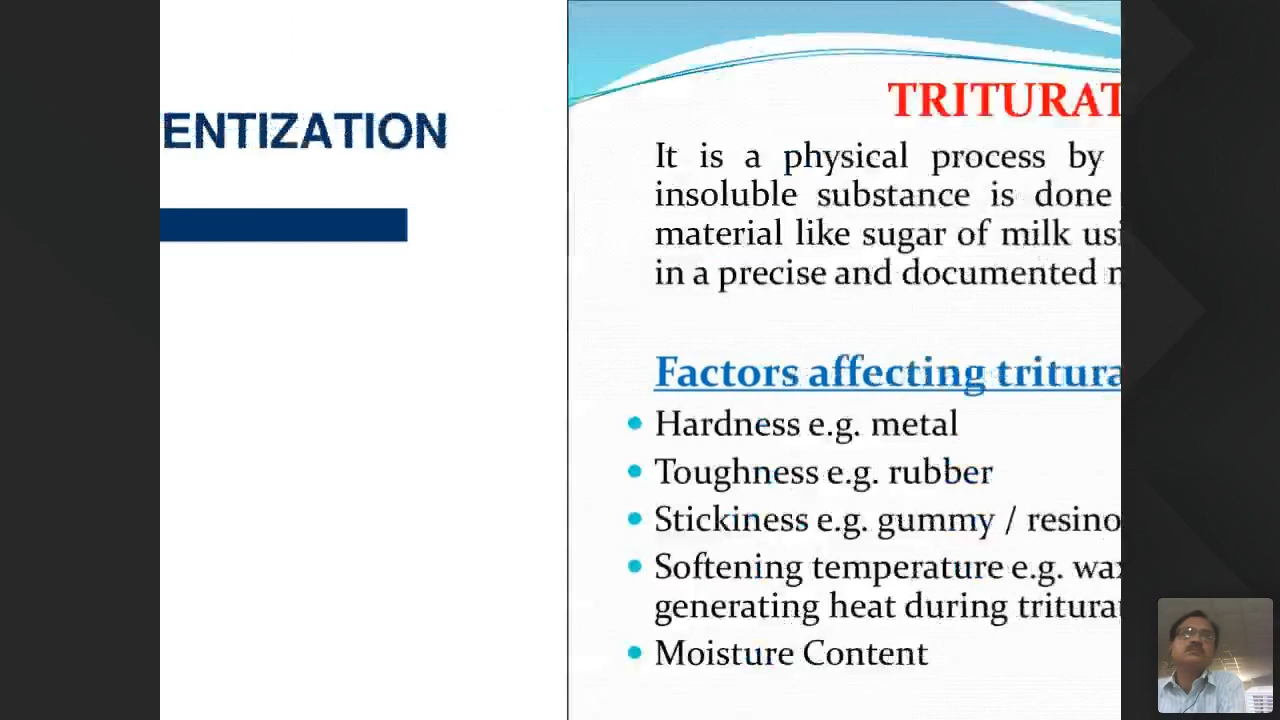 ENTIZATION
TRITURAT
It is a physical process by
insoluble substance is done
material like sugar of milk usi
in a precise and documented
Factors affecting tritura
• Hardness e.g. metal
• Toughness e.g. rubber
• Stickiness e.g. gummy / resino
• Softening temperature e.g. wax
generating heat during tritura
• Moisture Content